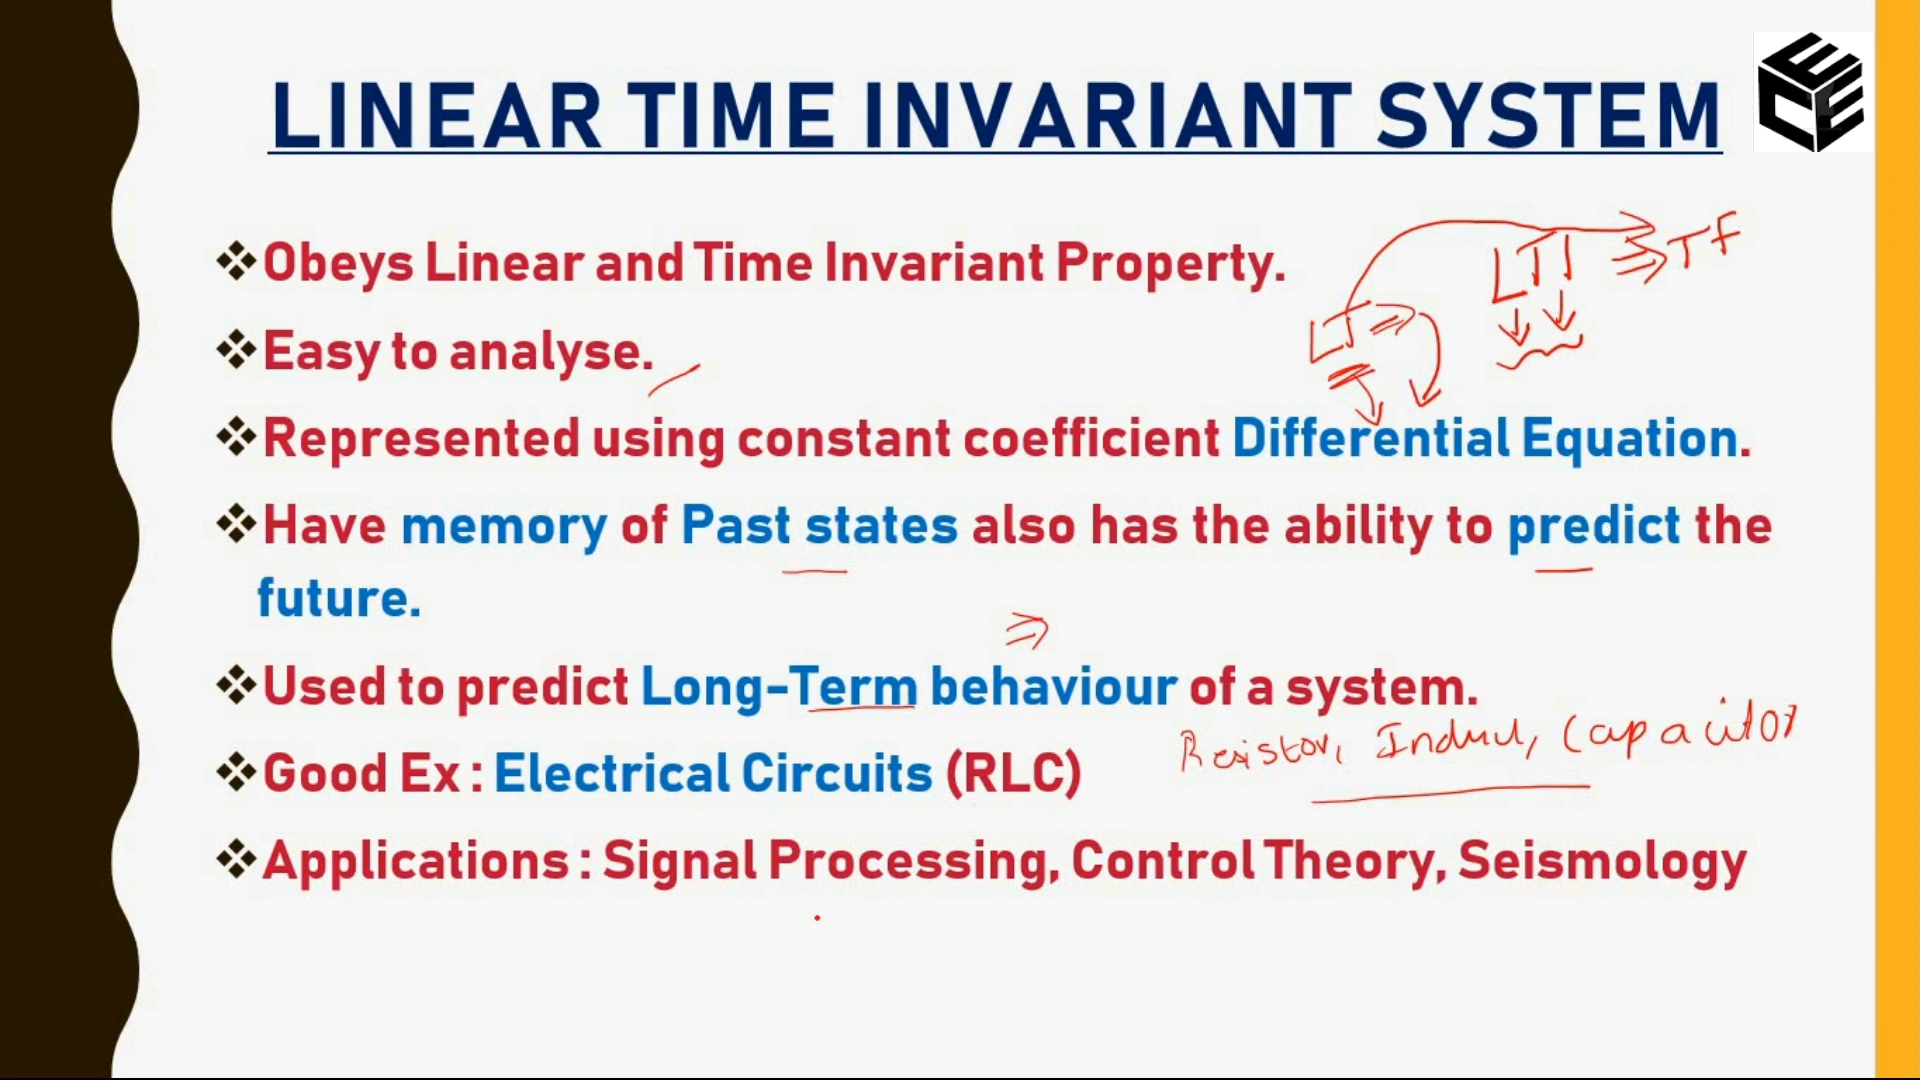 LINEAR TIME INVARIANT SYSTEM
ECE
❖Obeys Linear and Time Invariant Property.
LTI ⇒ TF
LT ⇒
❖Easy to analyse.
❖Represented using constant coefficient Differential Equation.
❖Have memory of Past states also has the ability to predict the
future.
⇒
❖Used to predict Long-Term behaviour of a system.
Resistor, Induc, Capacitor
❖Good Ex : Electrical Circuits (RLC)
❖Applications : Signal Processing, Control Theory, Seismology